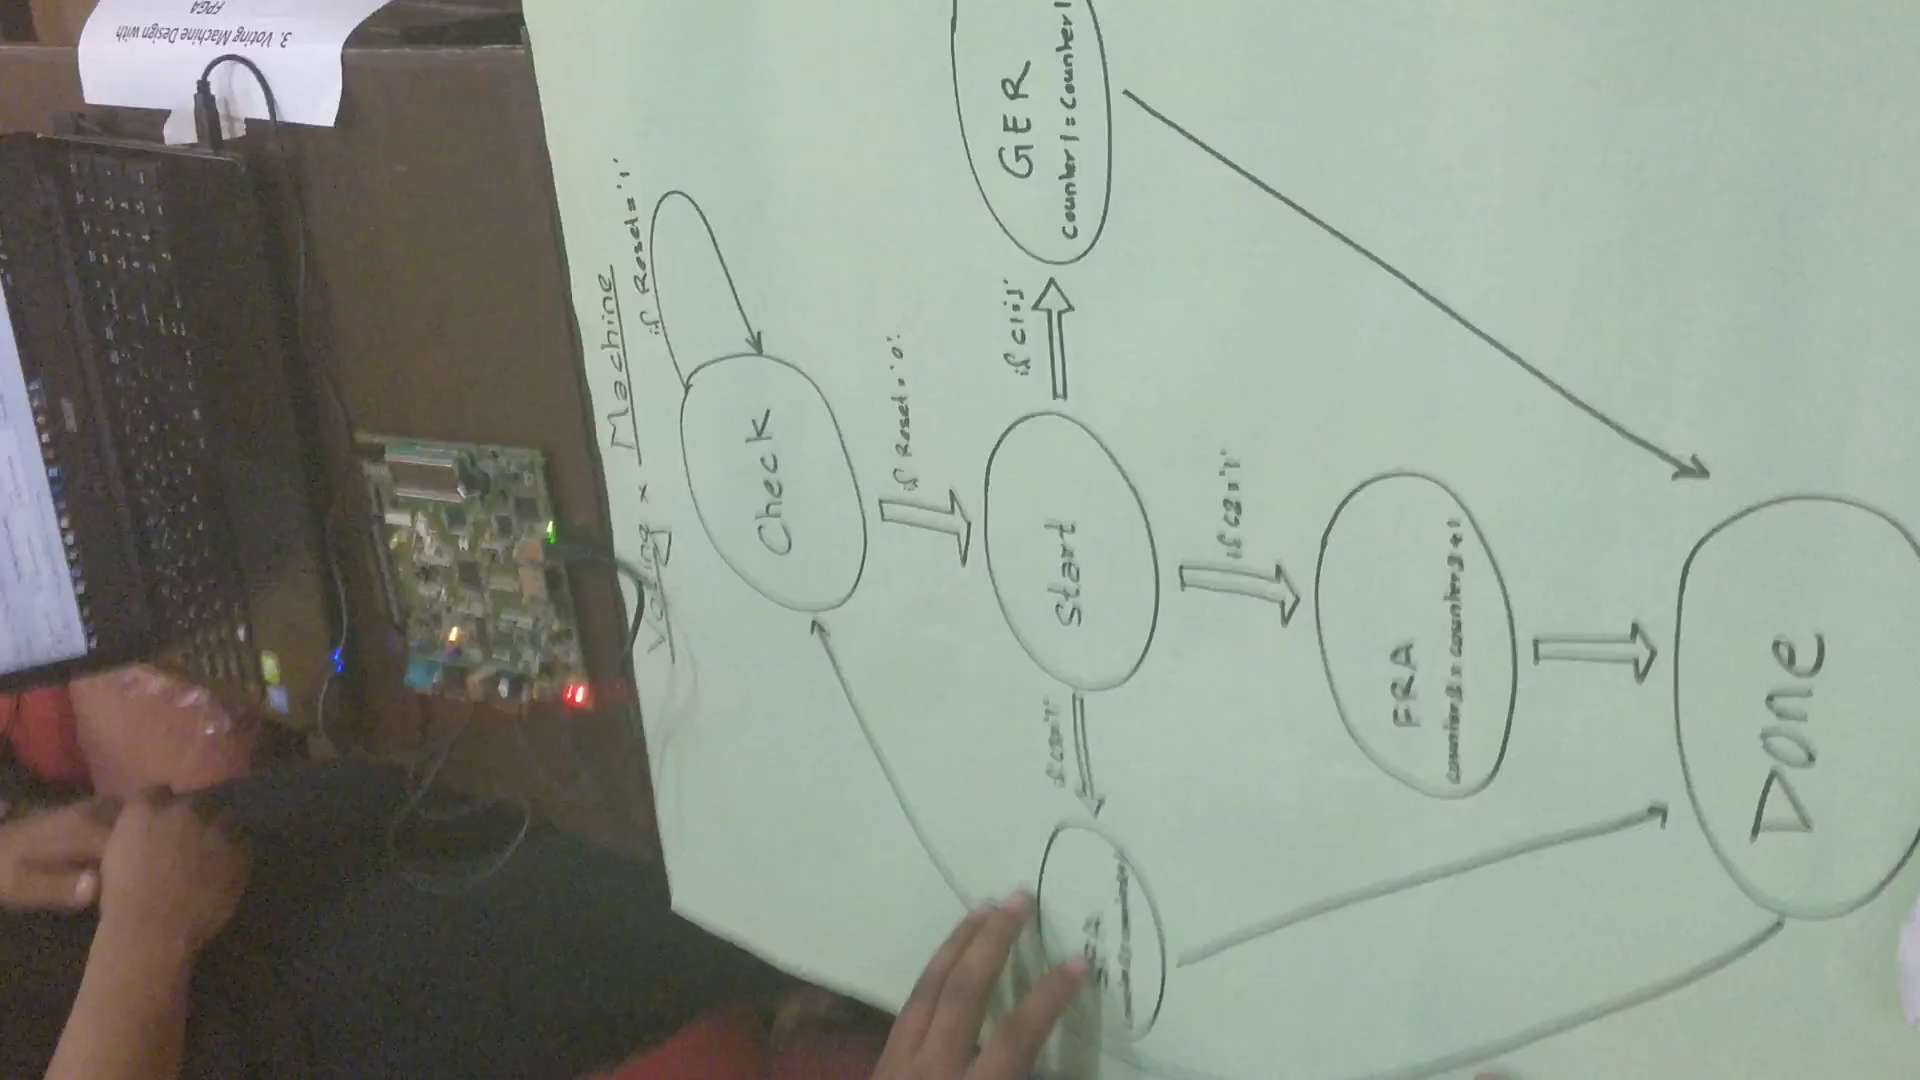 3. Voting Machine Design with
FPGA
Voting Machine
if Reset='1'
Check
if Reset='0'
Start
if C1='1'
GER
counter1=counter1
if C2='1'
FRA
counter2=counter2+1
if C3='1'
Done